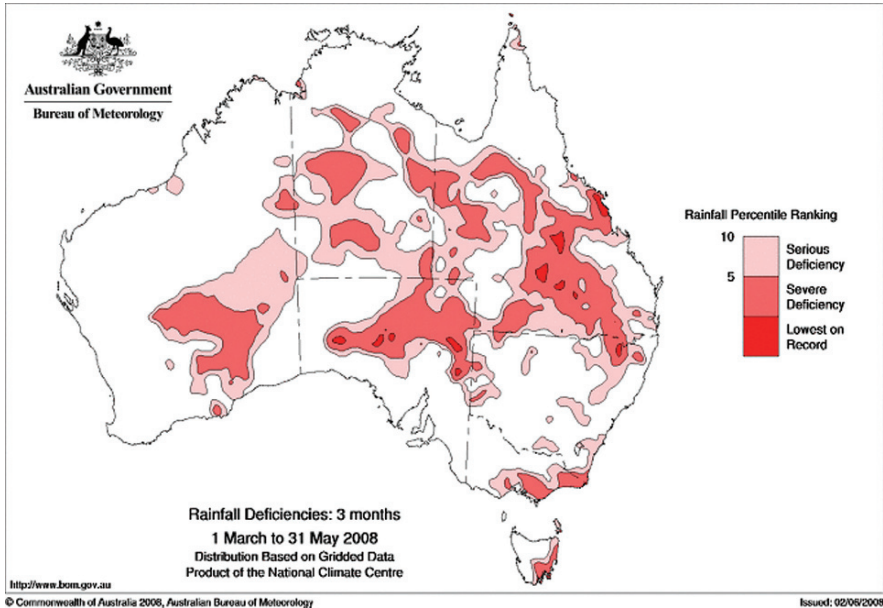 Australian Government
Bureau of Meteorology
Rainfall Percentile Ranking
10
Serious
Deficiency
5
Severe
Deficiency
Lowest on
Record
Rainfall Deficiencies: 3 months
1 March to 31 May 2008
Distribution Based on Gridded Data
Product of the National Climate Centre
http://www.bom.gov.au
© Commonwealth of Australia 2008, Australian Bureau of Meteorology
Issued: 02/06/2008